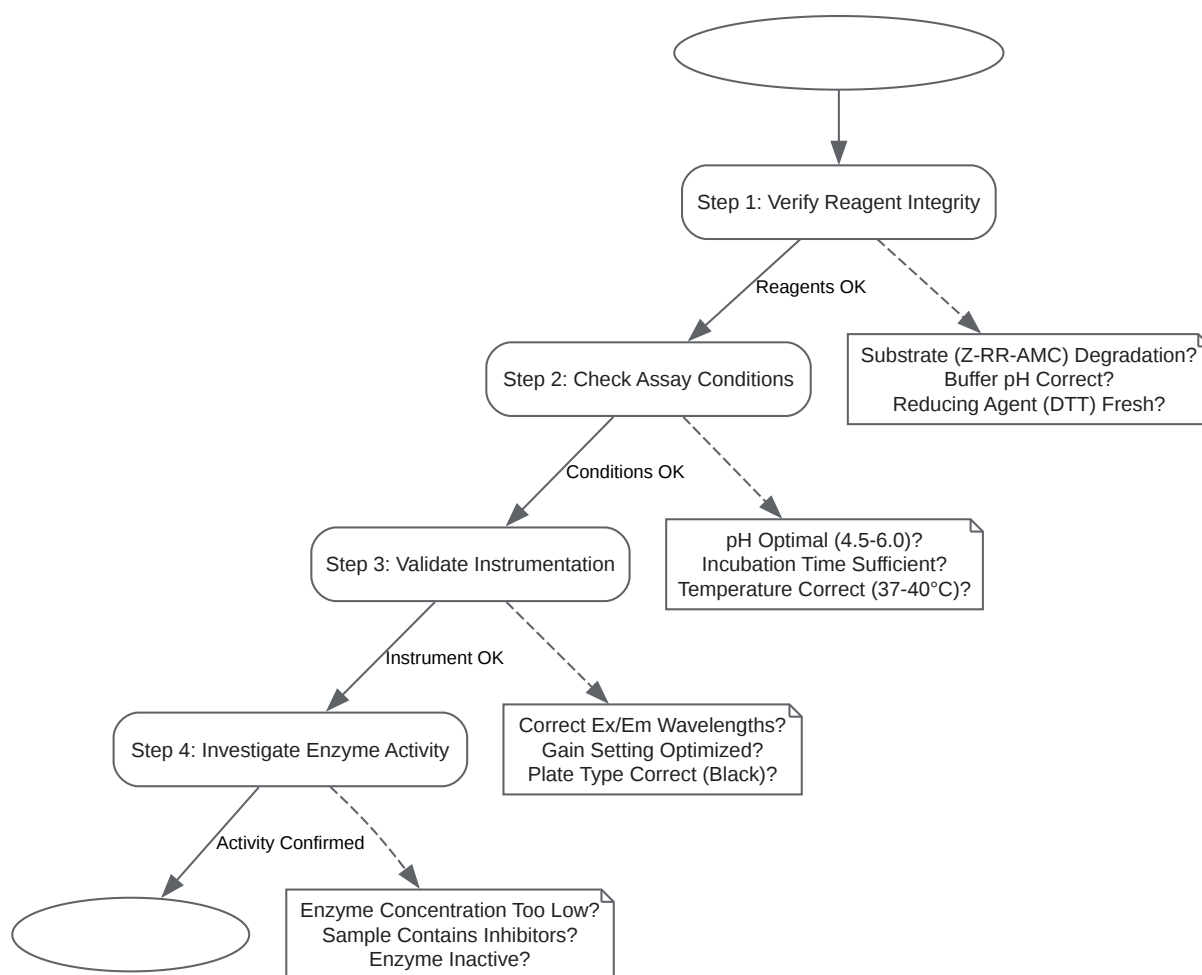 Step 1: Verify Reagent Integrity
Reagents OK
Substrate (Z-RR-AMC) Degradation?
Buffer pH Correct?
Reducing Agent (DTT) Fresh?
Step 2: Check Assay Conditions
Conditions OK
pH Optimal (4.5-6.0)?
Incubation Time Sufficient?
Temperature Correct (37-40°C)?
Step 3: Validate Instrumentation
Instrument OK
Correct Ex/Em Wavelengths?
Gain Setting Optimized?
Plate Type Correct (Black)?
Step 4: Investigate Enzyme Activity
Activity Confirmed
Enzyme Concentration Too Low?
Sample Contains Inhibitors?
Enzyme Inactive?